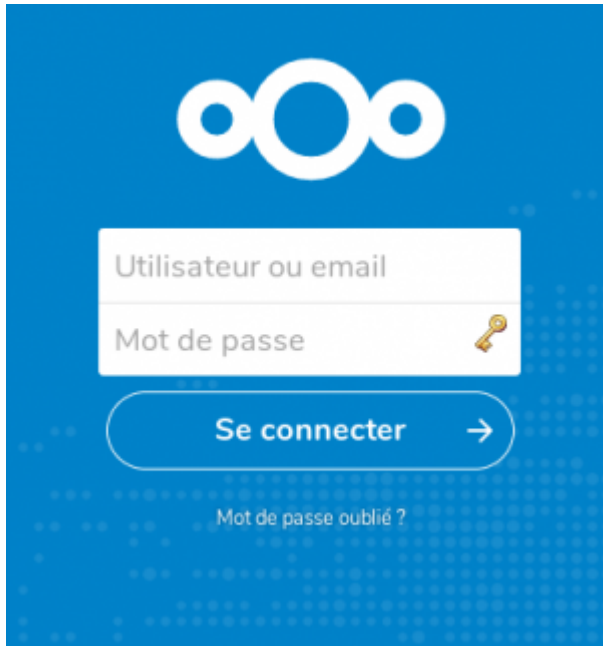 Utilisateur ou email
Mot de passe
Se connecter
Mot de passe oublié ?